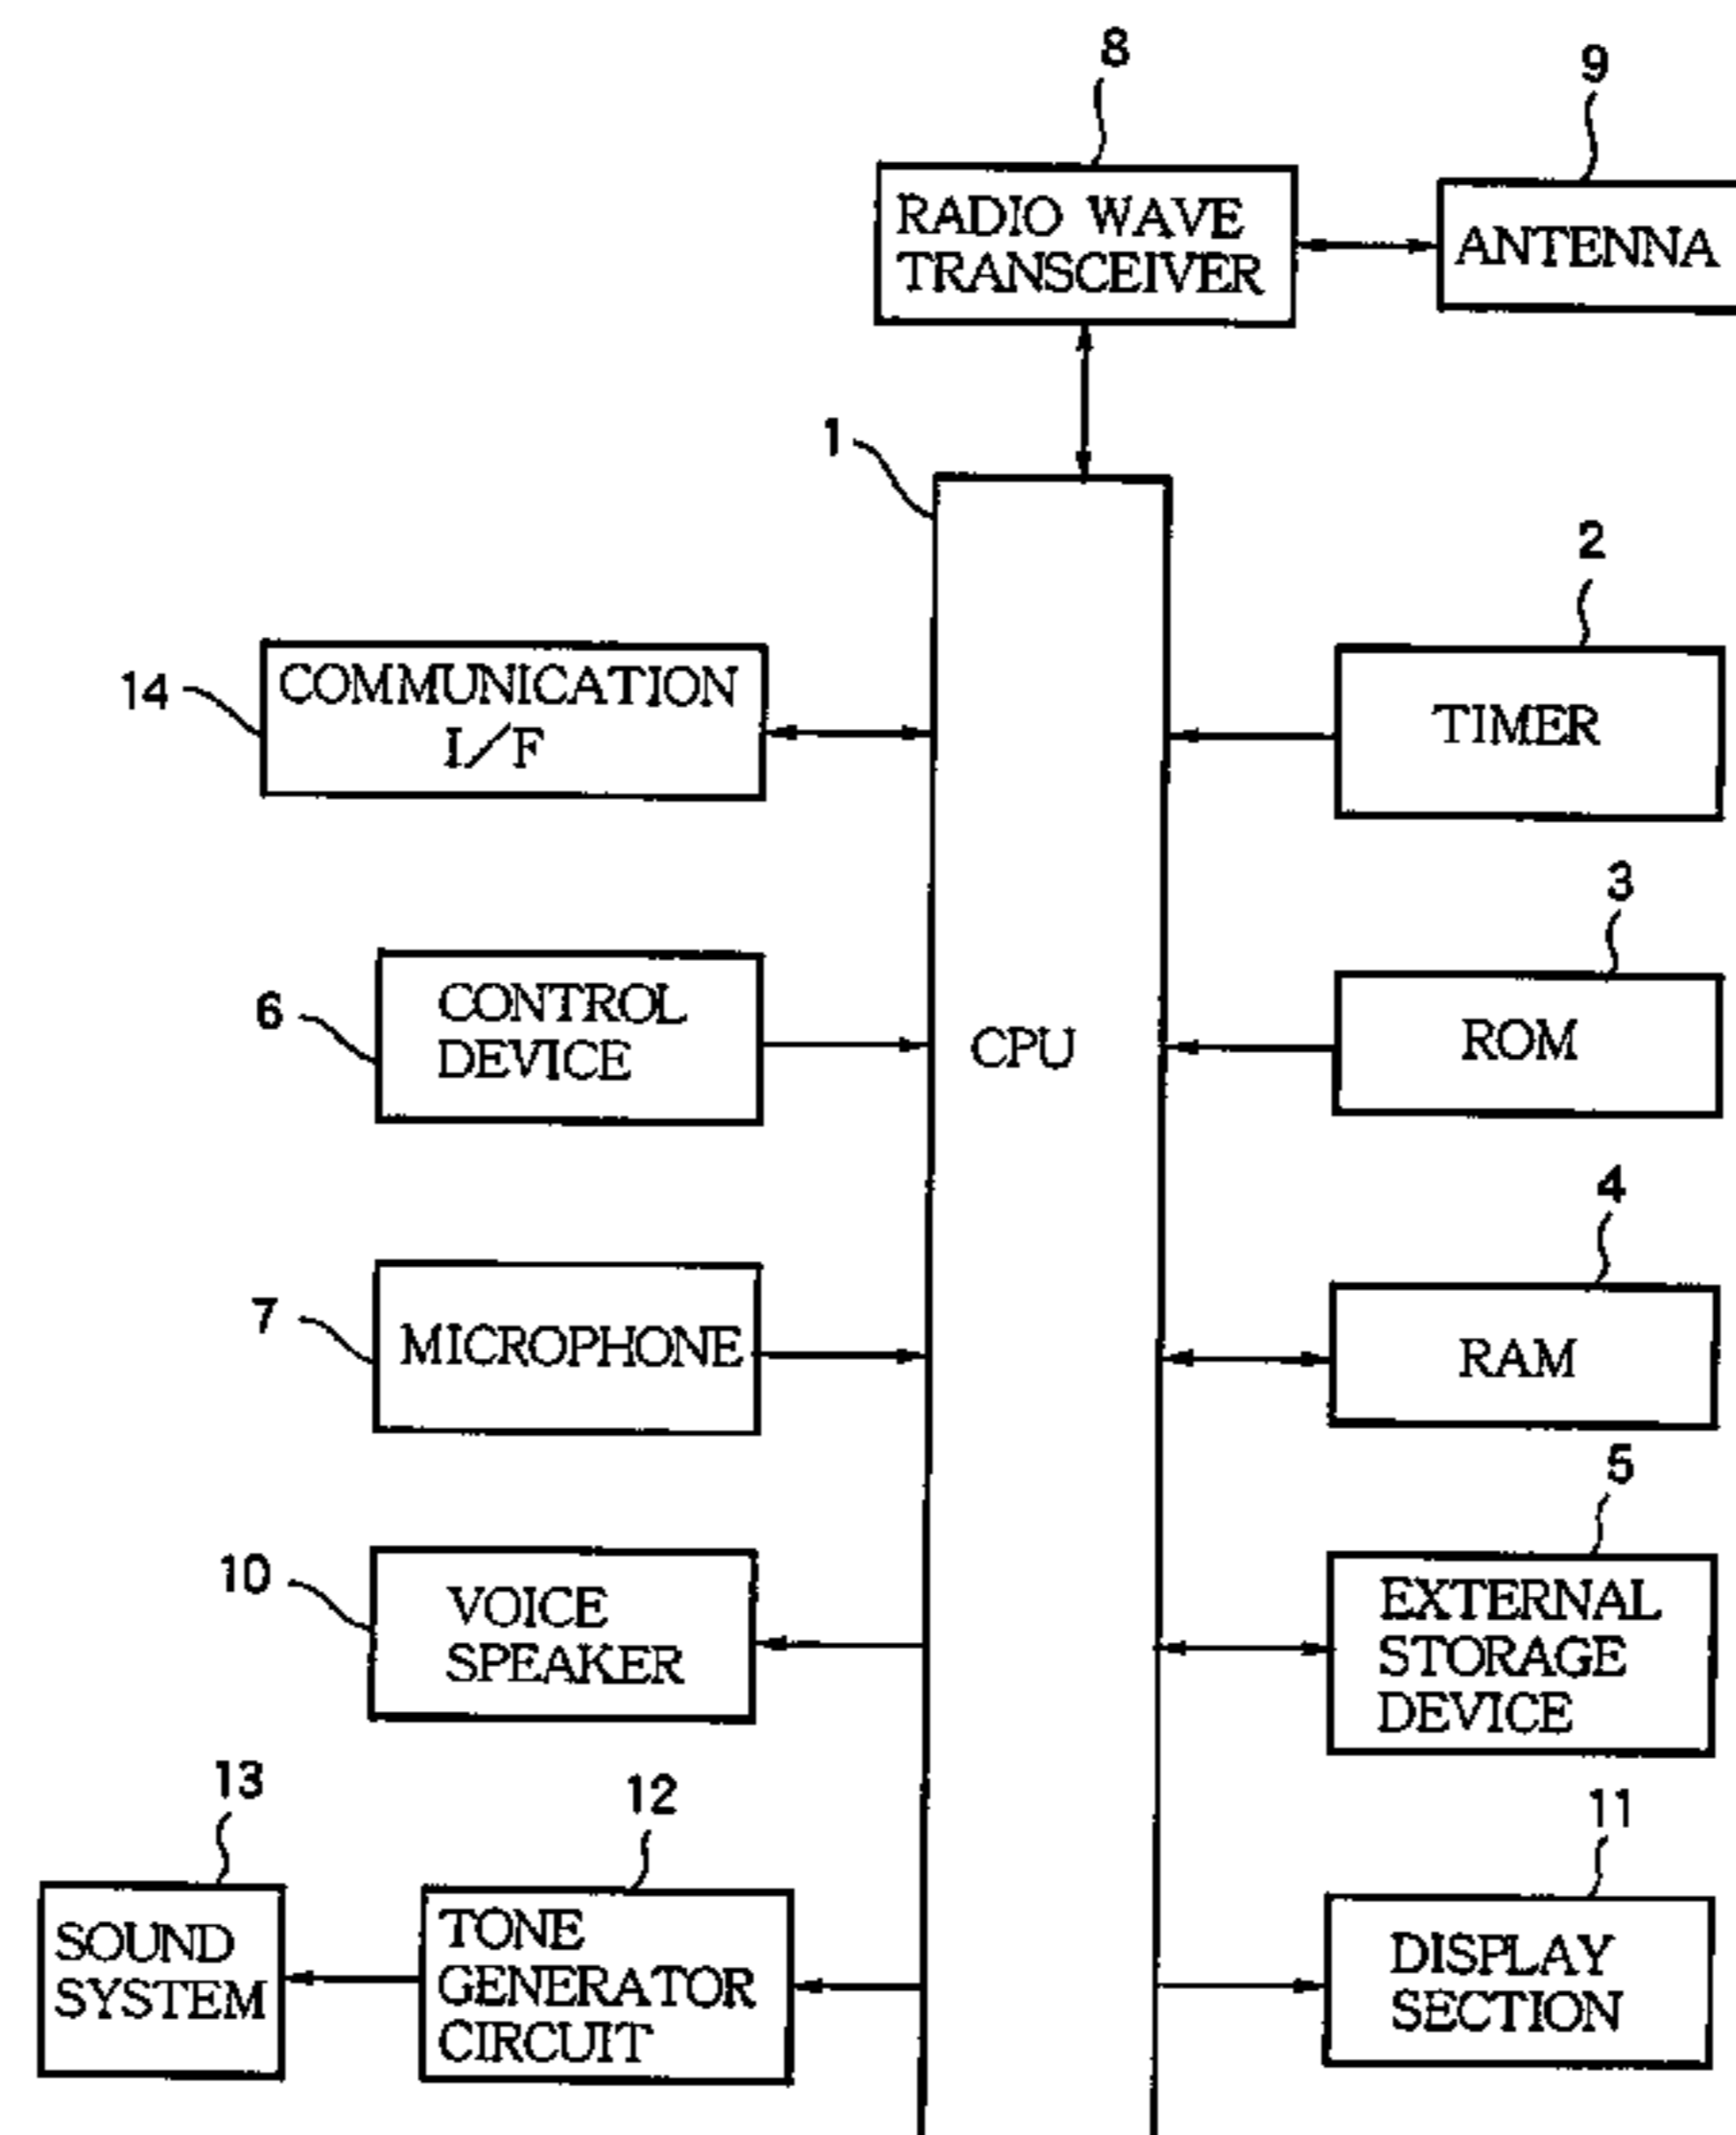 8
9
RADIO WAVE
TRANSCEIVER
ANTENNA
1
2
14
COMMUNICATION
I/F
TIMER
3
6
CONTROL
DEVICE
CPU
ROM
4
7
MICROPHONE
RAM
5
10
VOICE
SPEAKER
EXTERNAL
STORAGE
DEVICE
13
12
11
SOUND
SYSTEM
TONE
GENERATOR
CIRCUIT
DISPLAY
SECTION